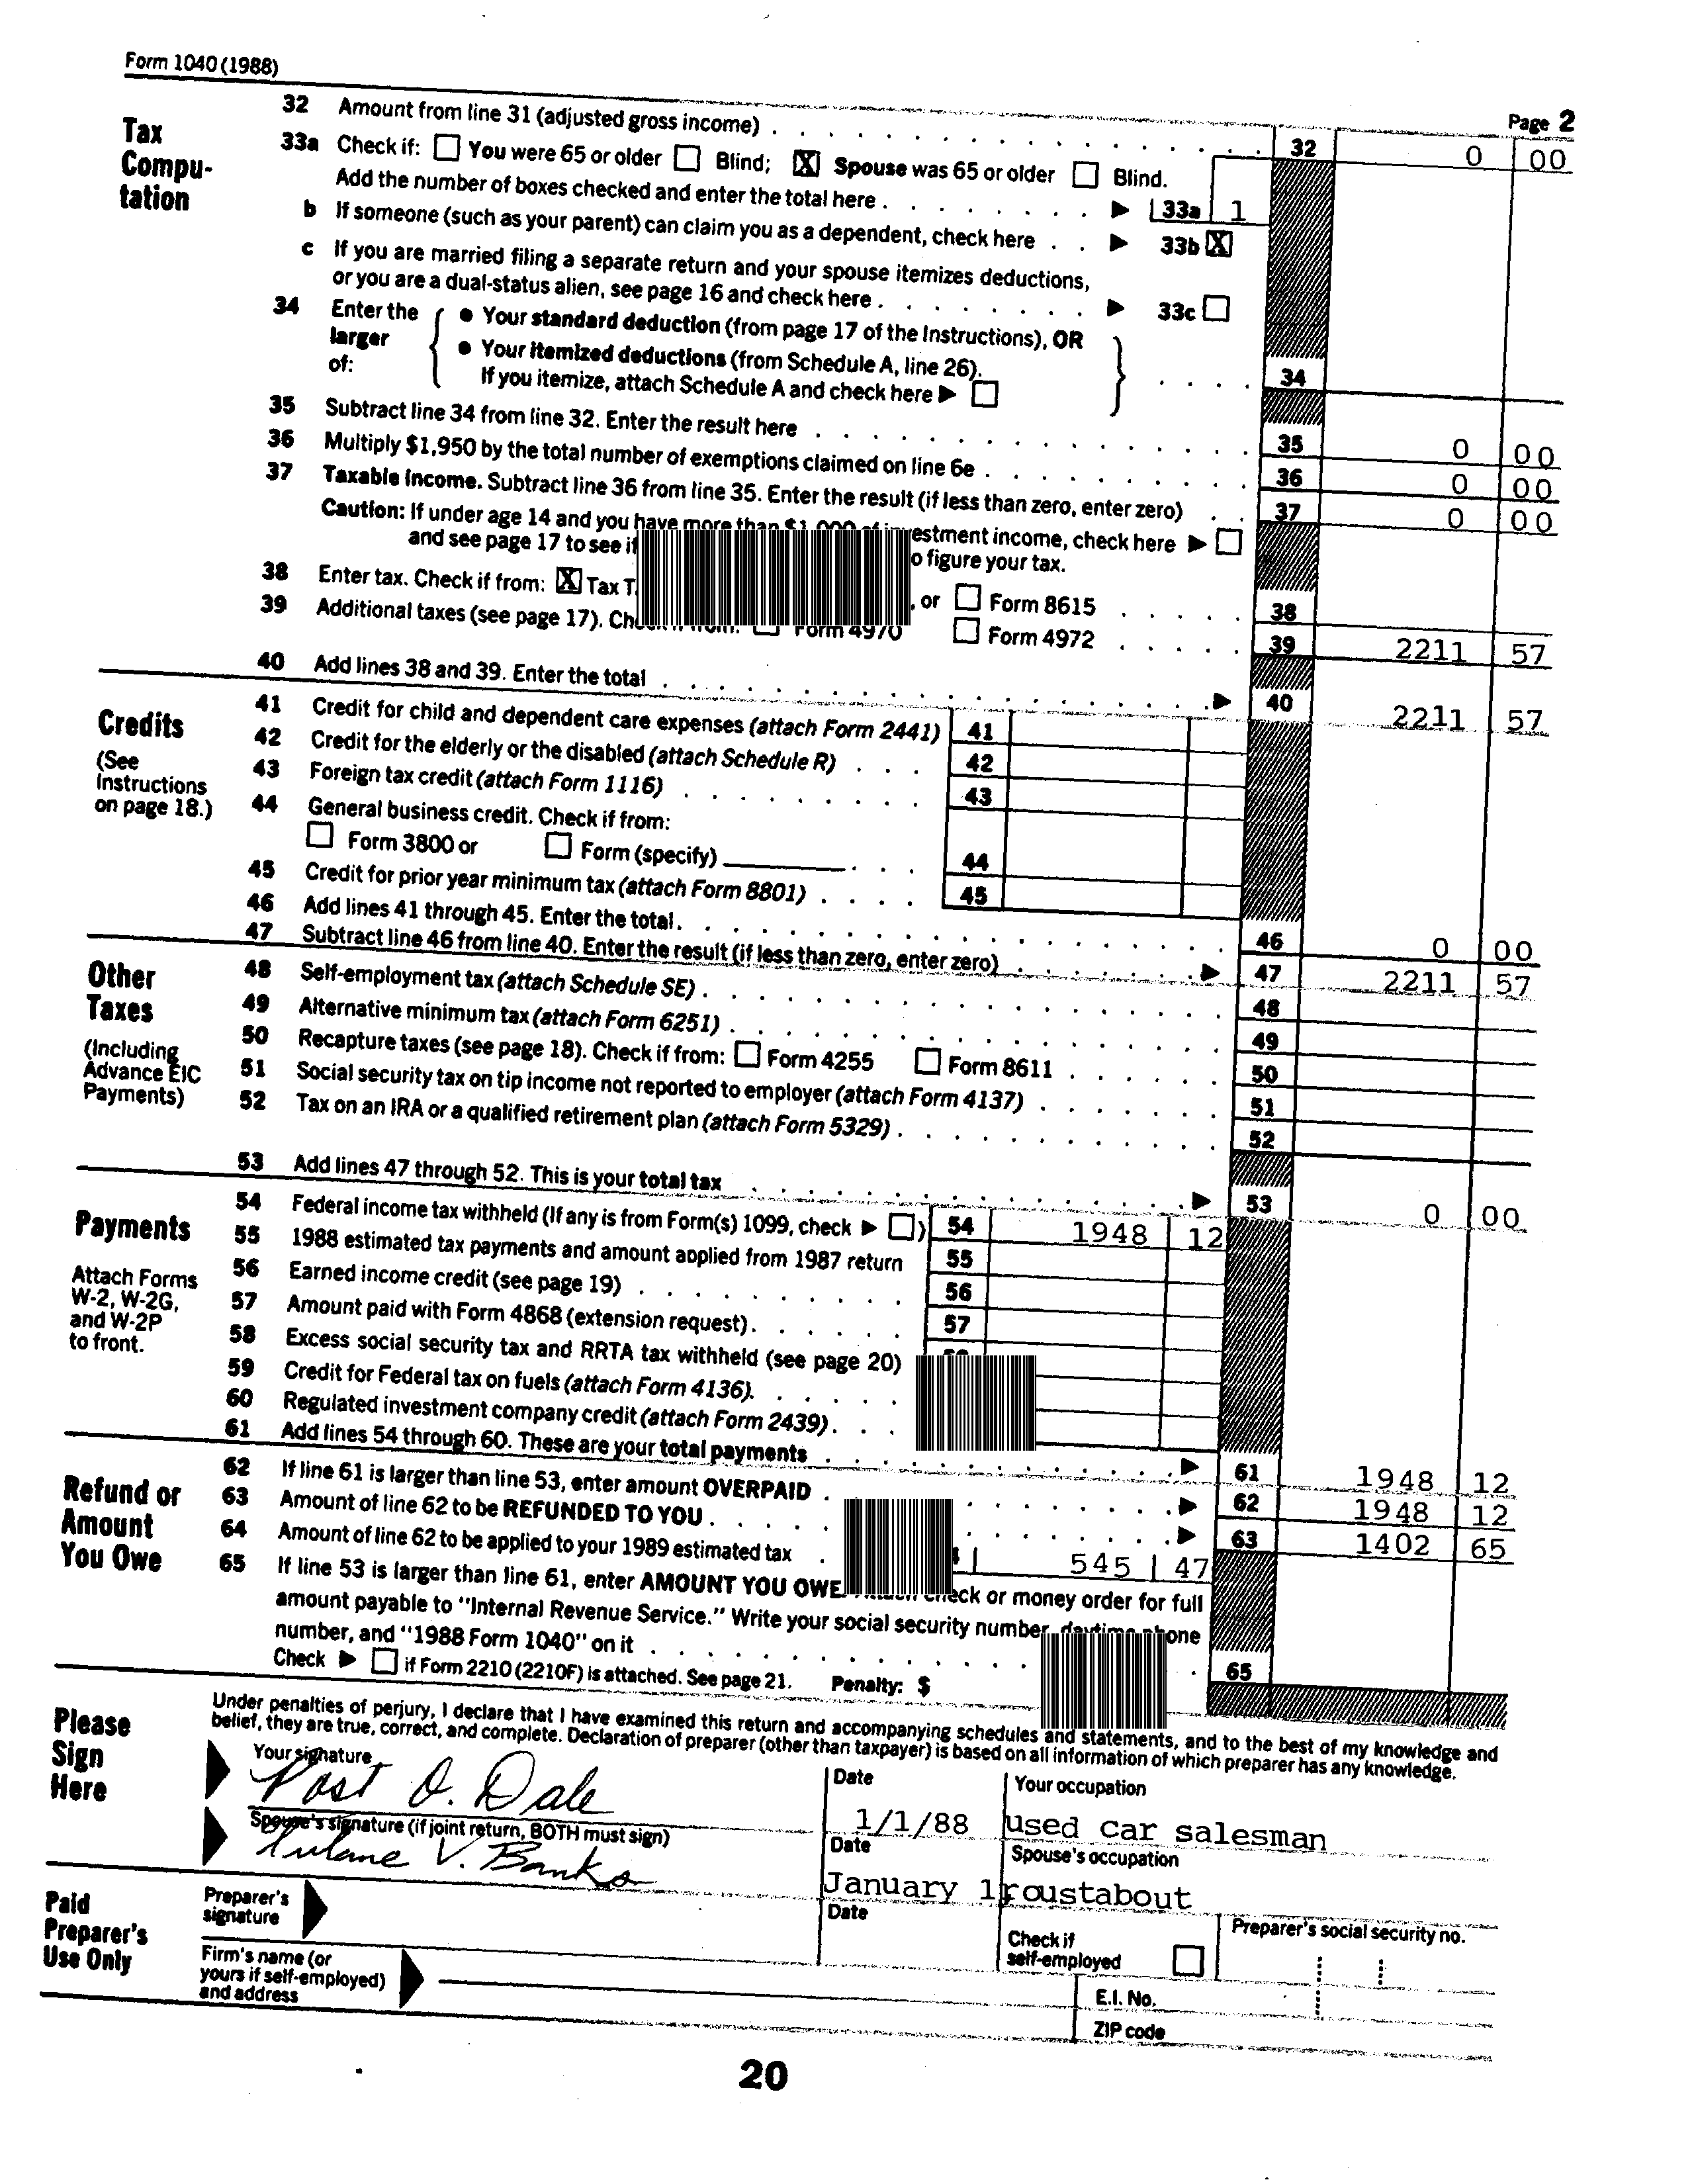 Form 1040 (1988)
Page 2
Tax Compu-
tation
32 Amount from line 31 (adjusted gross income) . . . . . . . . . . . . . 32 0 00
33a Check if: ☐ You were 65 or older ☐ Blind; ☒ Spouse was 65 or older ☐ Blind.
Add the number of boxes checked and enter the total here . . . . . . . . ▶ 33a 1
b If someone (such as your parent) can claim you as a dependent, check here . . ▶ 33b ☒
c If you are married filing a separate return and your spouse itemizes deductions,
or you are a dual-status alien, see page 16 and check here . . . . . . . ▶ 33c ☐
34 Enter the larger of:
● Your standard deduction (from page 17 of the Instructions), OR
● Your itemized deductions (from Schedule A, line 26).
If you itemize, attach Schedule A and check here ▶ ☐ . . . . 34
35 Subtract line 34 from line 32. Enter the result here . . . . . . . . . . . . 35 0 00
36 Multiply $1,950 by the total number of exemptions claimed on line 6e . . . . . . . . 36 0 00
37 Taxable income. Subtract line 36 from line 35. Enter the result (if less than zero, enter zero) . . 37 0 00
Caution: If under age 14 and you have more than $1,000 of investment income, check here ▶ ☐
and see page 17 to see if o figure your tax.
38 Enter tax. Check if from: ☒ Tax T , or ☐ Form 8615 . . . . 38
39 Additional taxes (see page 17). Check if from: ☐ Form 4970 ☐ Form 4972 . . . . . 39 2211 57
40 Add lines 38 and 39. Enter the total . . . . . . . . . . . . . . . . ▶ 40 2211 57
Credits
(See
Instructions
on page 18.)
41 Credit for child and dependent care expenses (attach Form 2441) 41
42 Credit for the elderly or the disabled (attach Schedule R) . . . 42
43 Foreign tax credit (attach Form 1116) . . . . . . . . 43
44 General business credit. Check if from:
☐ Form 3800 or ☐ Form (specify) . . . 44
45 Credit for prior year minimum tax (attach Form 8801) . . . . 45
46 Add lines 41 through 45. Enter the total . . . . . . . . . . . . . . . 46 0 00
47 Subtract line 46 from line 40. Enter the result (if less than zero, enter zero) . . . . . . ▶ 47 2211 57
Other
Taxes
(Including
Advance EIC
Payments)
48 Self-employment tax (attach Schedule SE) . . . . . . . . . . . . . . 48
49 Alternative minimum tax (attach Form 6251) . . . . . . . . . . . . . . 49
50 Recapture taxes (see page 18). Check if from: ☐ Form 4255 ☐ Form 8611 . . . . . 50
51 Social security tax on tip income not reported to employer (attach Form 4137) . . . . . . 51
52 Tax on an IRA or a qualified retirement plan (attach Form 5329) . . . . . . . . . . 52
53 Add lines 47 through 52. This is your total tax . . . . . . . . . . . . ▶ 53 0 00
Payments
Attach Forms
W-2, W-2G,
and W-2P
to front.
54 Federal income tax withheld (If any is from Form(s) 1099, check ▶ ☐) 54 1948 12
55 1988 estimated tax payments and amount applied from 1987 return 55
56 Earned income credit (see page 19) . . . . . . . . . 56
57 Amount paid with Form 4868 (extension request) . . . . . . 57
58 Excess social security tax and RRTA tax withheld (see page 20)
59 Credit for Federal tax on fuels (attach Form 4136). . . . . .
60 Regulated investment company credit (attach Form 2439) . . .
61 Add lines 54 through 60. These are your total payments . . . . . . . . . . ▶ 61 1948 12
Refund or
Amount
You Owe
62 If line 61 is larger than line 53, enter amount OVERPAID . . . . . . . . ▶ 62 1948 12
63 Amount of line 62 to be REFUNDED TO YOU . . . . . . . . . . . ▶ 63 1402 65
64 Amount of line 62 to be applied to your 1989 estimated tax . 545 47
65 If line 53 is larger than line 61, enter AMOUNT YOU OWE. Attach check or money order for full
amount payable to "Internal Revenue Service." Write your social security number, daytime phone
number, and "1988 Form 1040" on it . . . . . . . . . . . . 65
Check ▶ ☐ if Form 2210 (2210F) is attached. See page 21. Penalty: $
Please
Sign
Here
Under penalties of perjury, I declare that I have examined this return and accompanying schedules and statements, and to the best of my knowledge and
belief, they are true, correct, and complete. Declaration of preparer (other than taxpayer) is based on all information of which preparer has any knowledge.
Your signature Date Your occupation
Post O. Dale 1/1/88 used car salesman
Spouse's signature (if joint return, BOTH must sign) Date Spouse's occupation
Tulane V. Banks January 1 roustabout
Paid
Preparer's
Use Only
Preparer's
signature
Date
Check if
self-employed ☐
Preparer's social security no.
Firm's name (or
yours if self-employed)
and address
E.I. No.
ZIP code
20